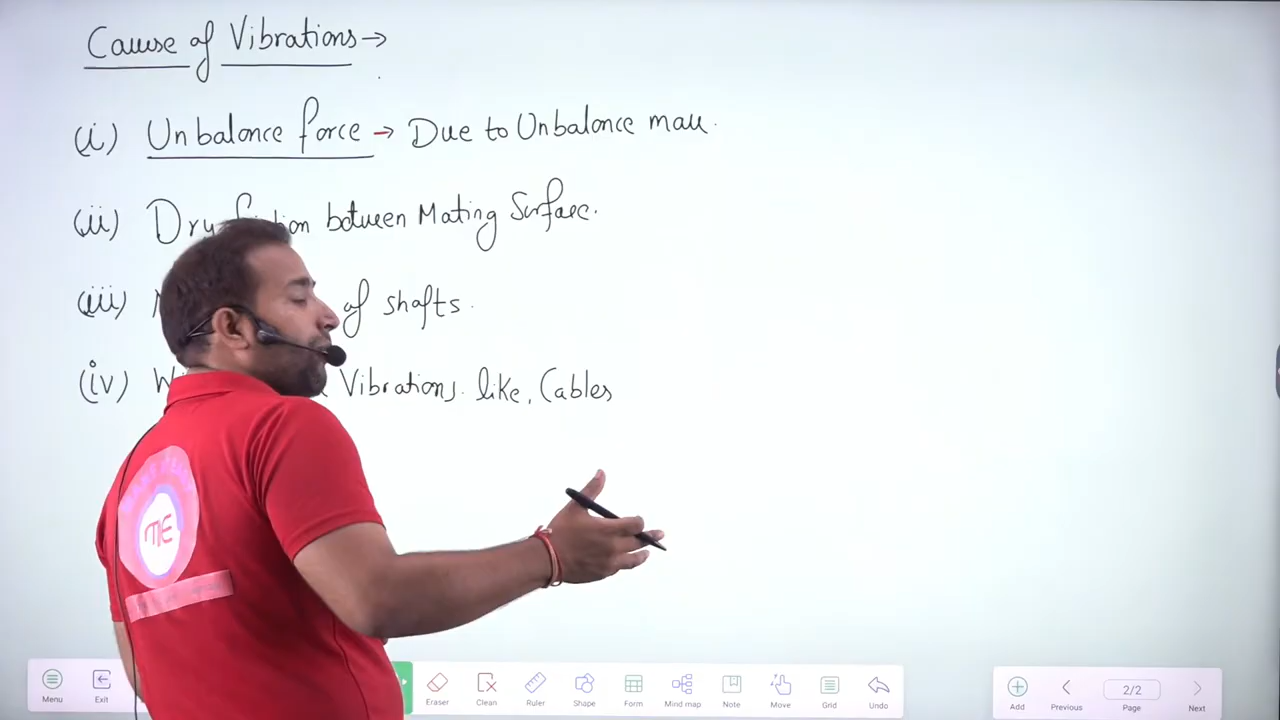 Cause of Vibrations →
(i) Unbalance force → Due to Unbalance mass.
(ii) Dry between Mating Surface.
(iii) of shafts.
(iv) Vibrations. like, Cables
ME
Menu Exit Eraser Clean Ruler Shape Form Mind map Note Move Grid Undo Add Previous 2/2 Page Next